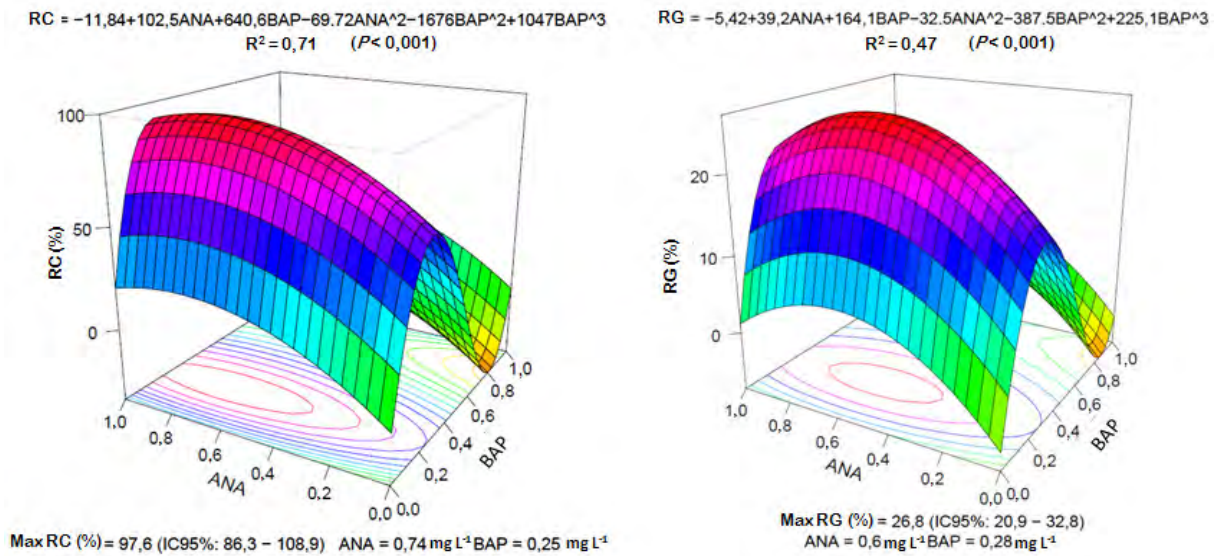 RC = −11,84+102,5ANA+640,6BAP−69.72ANA^2−1676BAP^2+1047BAP^3
R² = 0,71 (P< 0,001)
100
50
0
RC (%)
1,0
0,8
0,6
0,4
0,2
0,0
ANA
0,0
0,2
0,4
0,6
0,8
1,0
BAP
Max RC (%) = 97,6 (IC95%: 86,3 − 108,9) ANA = 0,74 mg L⁻¹ BAP = 0,25 mg L⁻¹
RG = −5,42+39,2ANA+164,1BAP−32.5ANA^2−387.5BAP^2+225,1BAP^3
R² = 0,47 (P< 0,001)
20
10
0
RG (%)
1,0
0,8
0,6
0,4
0,2
0,0
ANA
0,0
0,2
0,4
0,6
0,8
1,0
BAP
Max RG (%) = 26,8 (IC95%: 20,9 − 32,8)
ANA = 0,6 mg L⁻¹ BAP = 0,28 mg L⁻¹